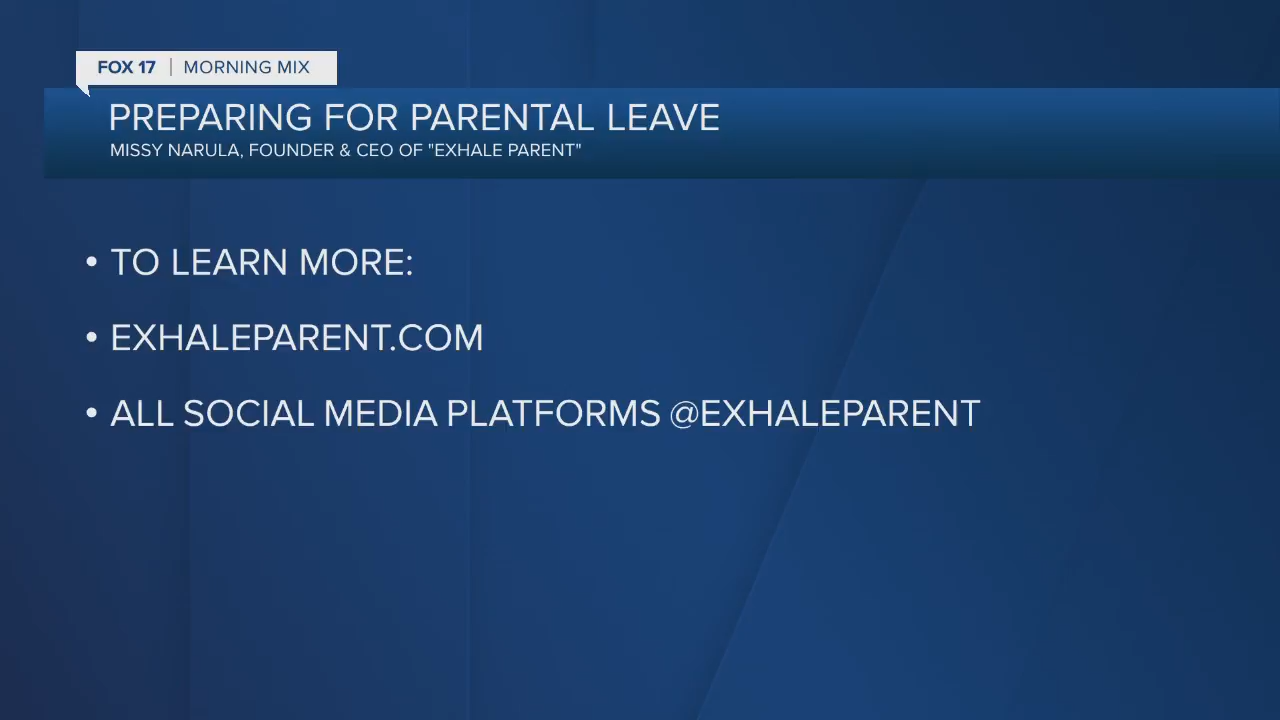 FOX 17 | MORNING MIX
PREPARING FOR PARENTAL LEAVE
MISSY NARULA, FOUNDER & CEO OF "EXHALE PARENT"
• TO LEARN MORE:
• EXHALEPARENT.COM
• ALL SOCIAL MEDIA PLATFORMS @EXHALEPARENT